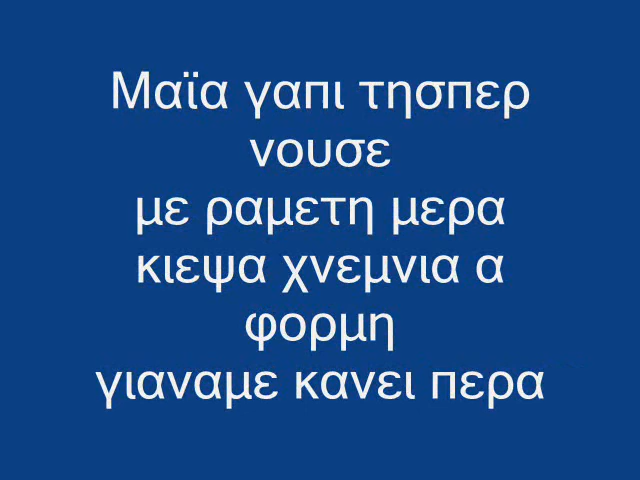 Μαϊα γαπι τησπερ
νουσε
με ραμετη μερα
κιεψα χνεμνια α
φορμη
γιαναμε κανει περα